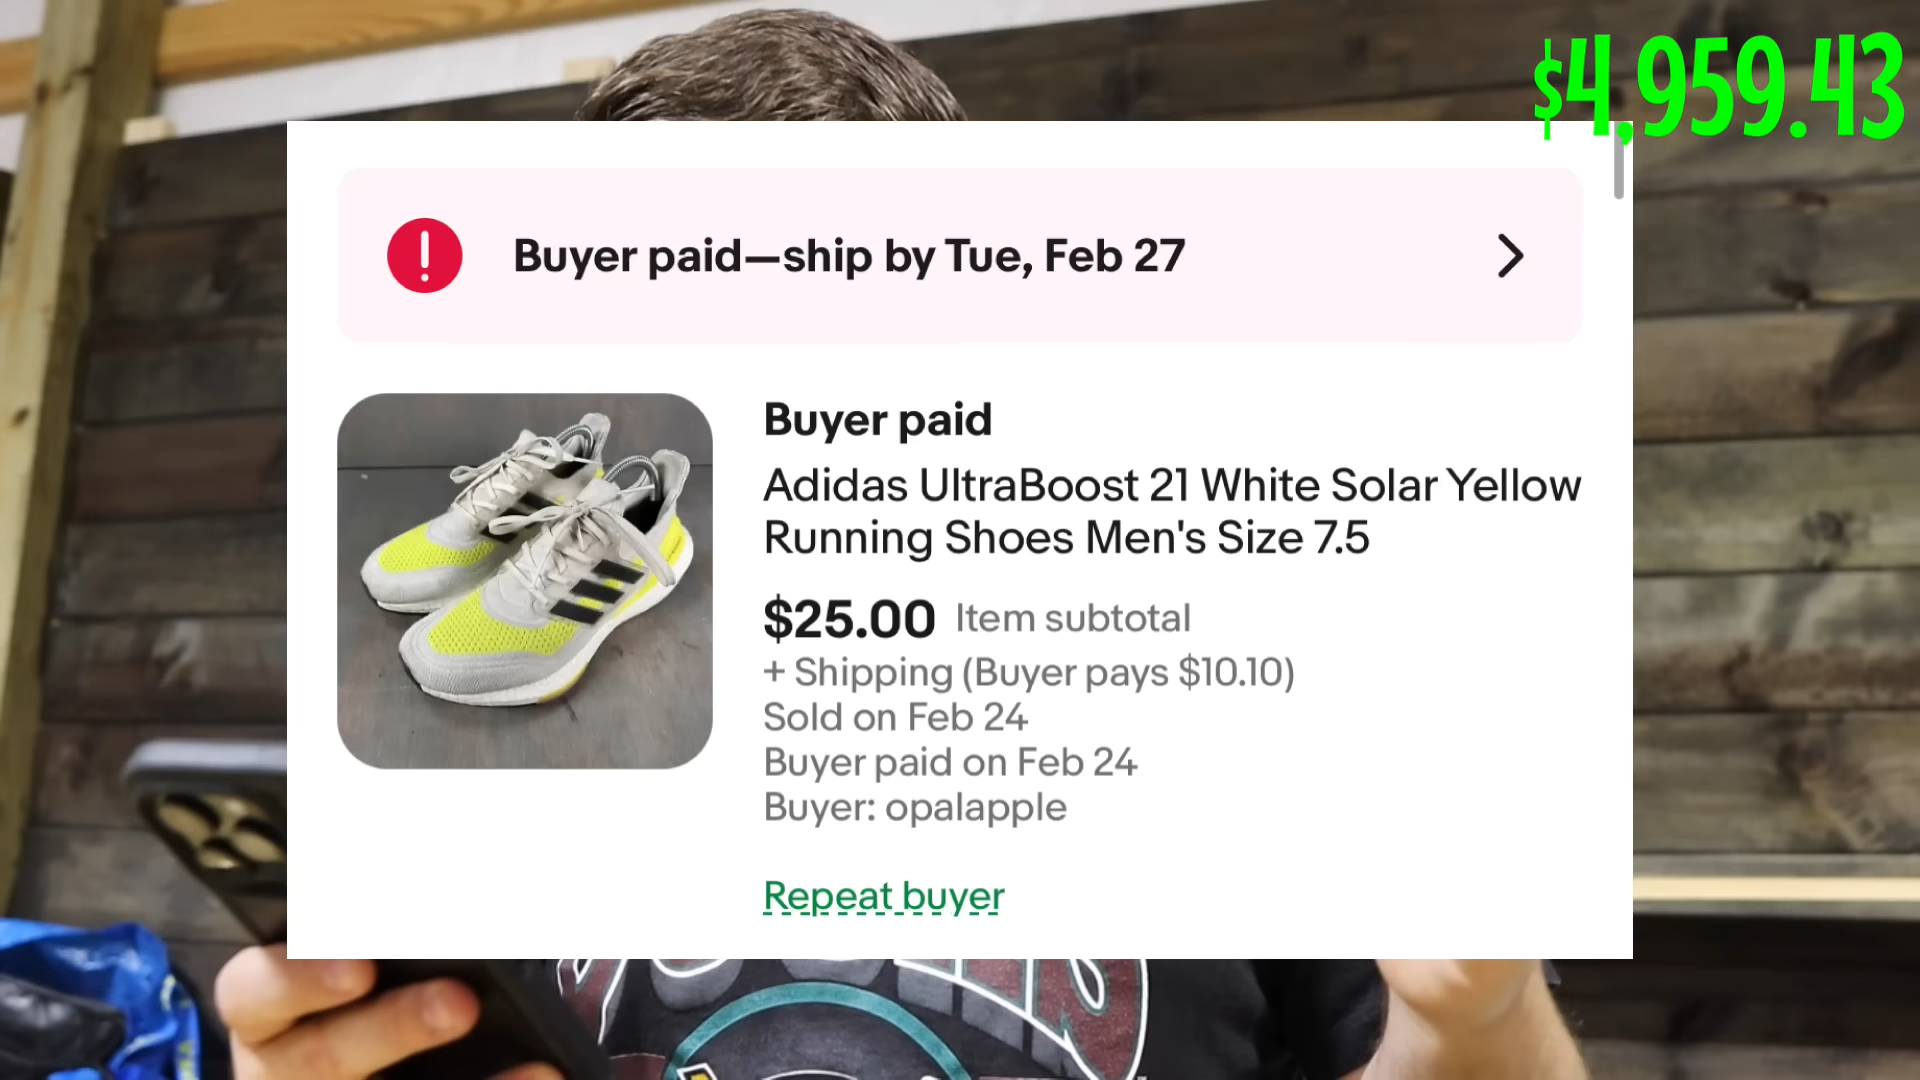 $4,959.43
Buyer paid—ship by Tue, Feb 27
Buyer paid
Adidas UltraBoost 21 White Solar Yellow
Running Shoes Men's Size 7.5
$25.00 Item subtotal
+ Shipping (Buyer pays $10.10)
Sold on Feb 24
Buyer paid on Feb 24
Buyer: opalapple
Repeat buyer